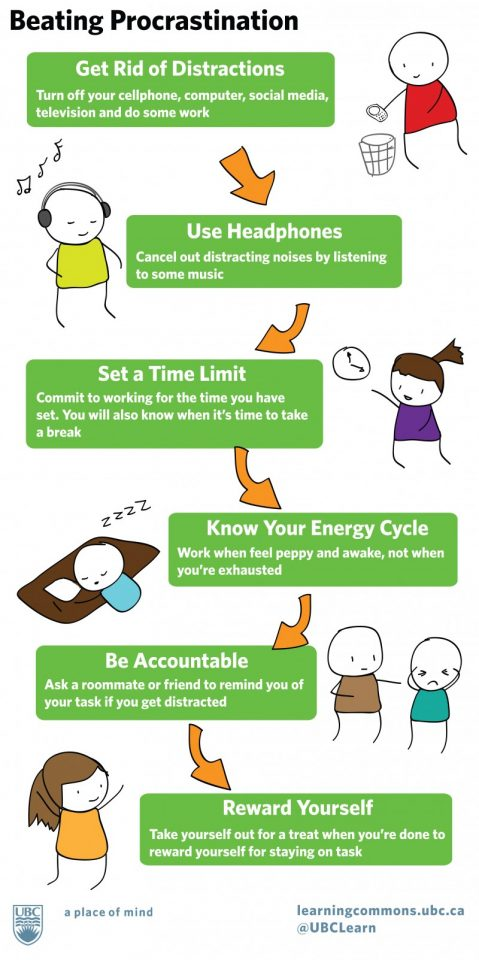 Beating Procrastination
Get Rid of Distractions
Turn off your cellphone, computer, social media,
television and do some work
Use Headphones
Cancel out distracting noises by listening
to some music
Set a Time Limit
Commit to working for the time you have
set. You will also know when it's time to take
a break
zzzz
Know Your Energy Cycle
Work when feel peppy and awake, not when
you're exhausted
Be Accountable
Ask a roommate or friend to remind you of
your task if you get distracted
Reward Yourself
Take yourself out for a treat when you're done to
reward yourself for staying on task
UBC
a place of mind
learningcommons.ubc.ca
@UBCLearn